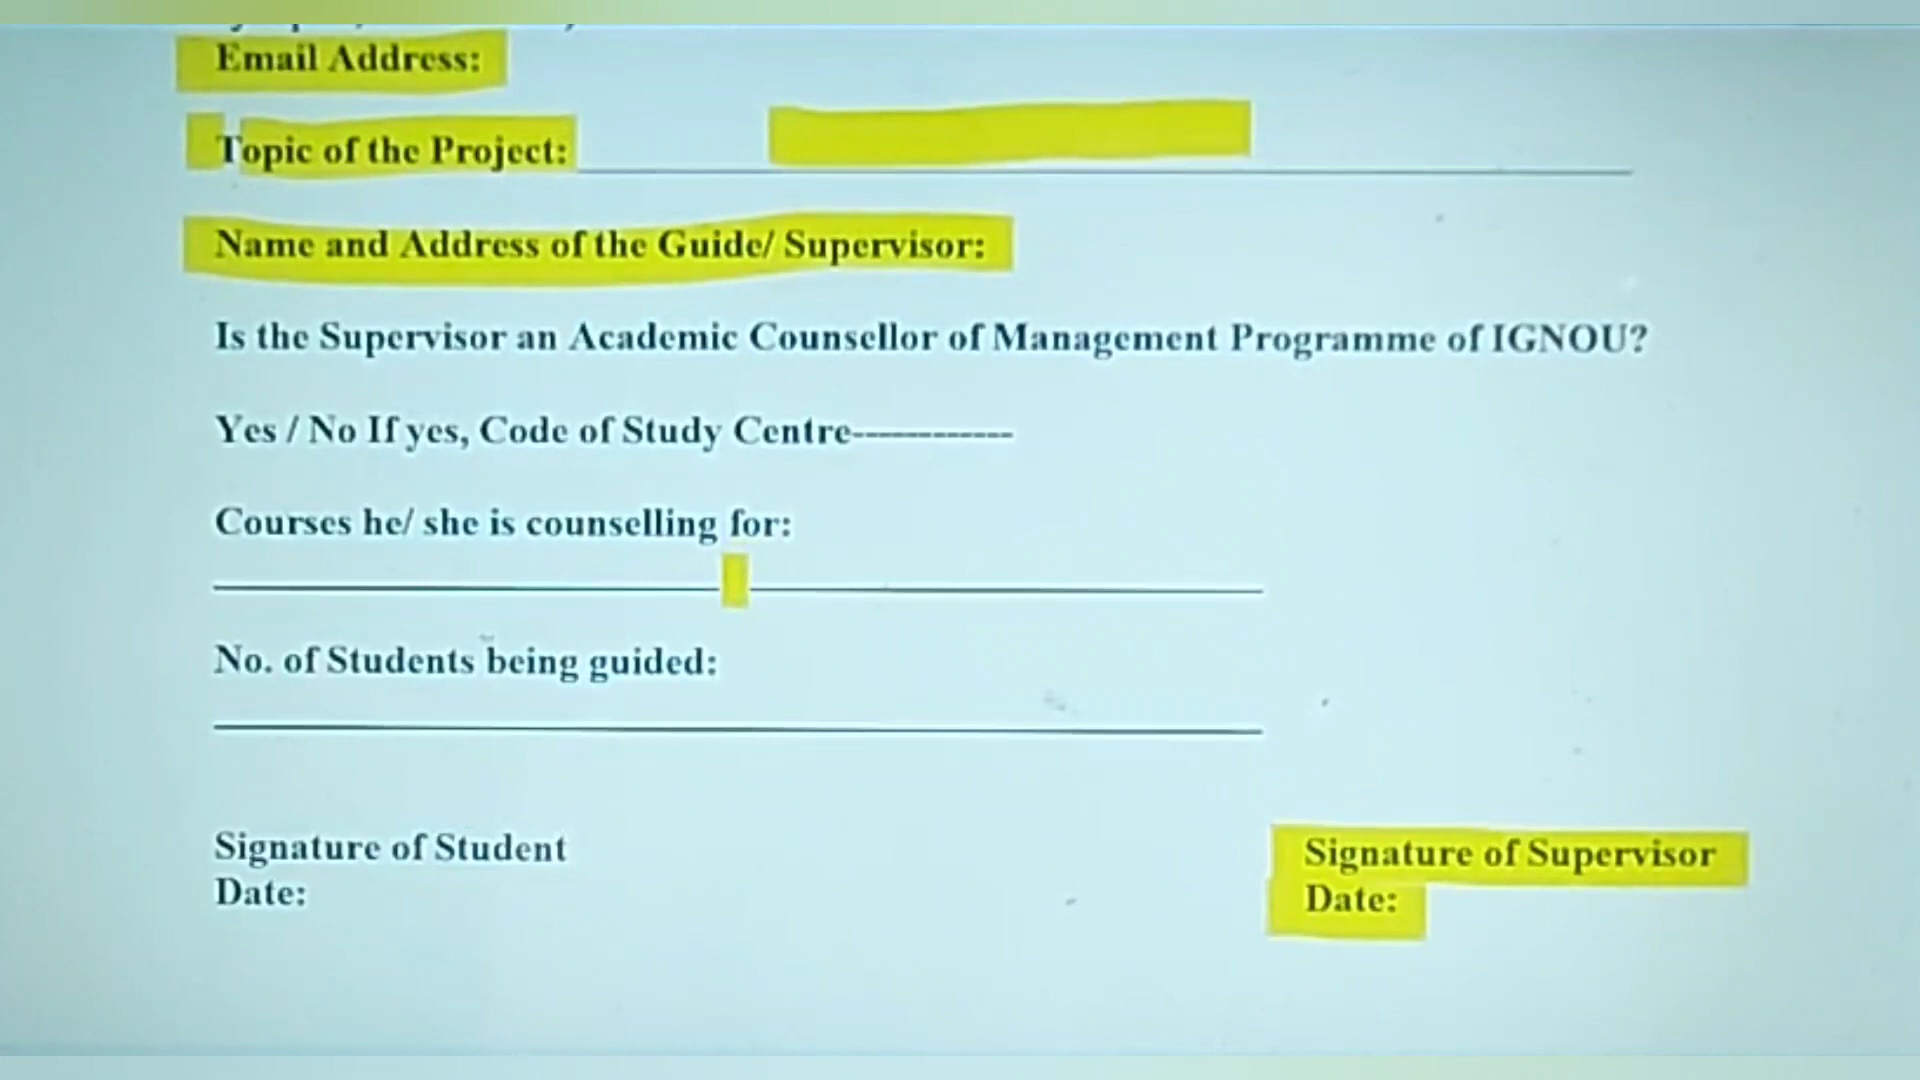 Email Address:
Topic of the Project:
Name and Address of the Guide/ Supervisor:
Is the Supervisor an Academic Counsellor of Management Programme of IGNOU?
Yes / No If yes, Code of Study Centre------------
Courses he/ she is counselling for:
No. of Students being guided:
Signature of Student
Signature of Supervisor
Date:
Date: